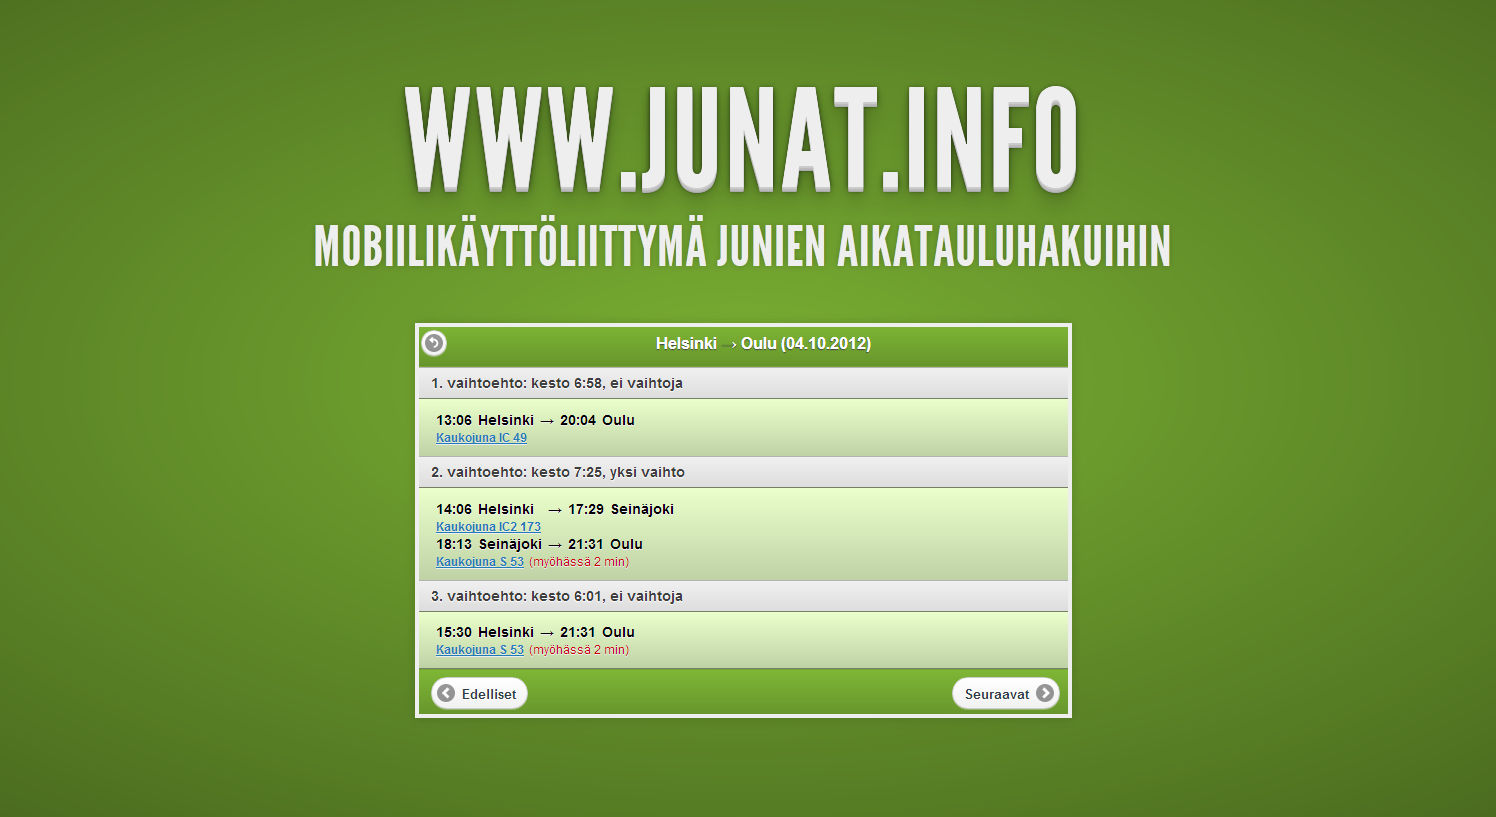 WWW.JUNAT.INFO
MOBIILIKÄYTTÖLIITTYMÄ JUNIEN AIKATAULUHAKUIHIN
Helsinki → Oulu (04.10.2012)
1. vaihtoehto: kesto 6:58, ei vaihtoja
13:06 Helsinki → 20:04 Oulu
Kaukojuna IC 49
2. vaihtoehto: kesto 7:25, yksi vaihto
14:06 Helsinki → 17:29 Seinäjoki
Kaukojuna IC2 173
18:13 Seinäjoki → 21:31 Oulu
Kaukojuna S 53 (myöhässä 2 min)
3. vaihtoehto: kesto 6:01, ei vaihtoja
15:30 Helsinki → 21:31 Oulu
Kaukojuna S 53 (myöhässä 2 min)
Edelliset
Seuraavat